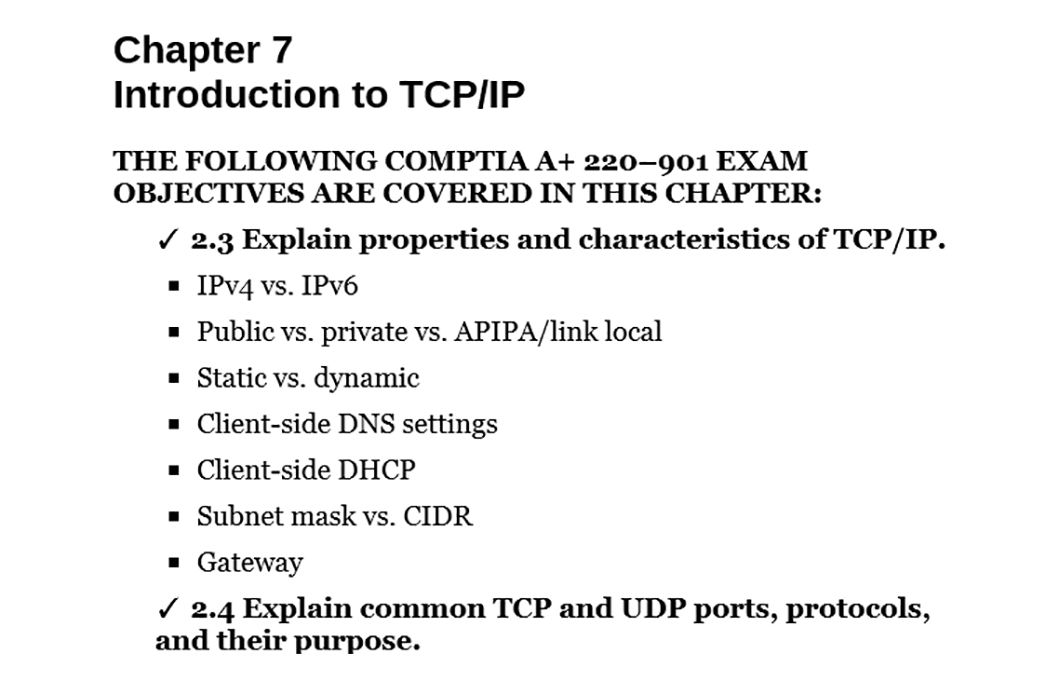 Chapter 7
Introduction to TCP/IP
THE FOLLOWING COMPTIA A+ 220–901 EXAM
OBJECTIVES ARE COVERED IN THIS CHAPTER:
✓ 2.3 Explain properties and characteristics of TCP/IP.
▪ IPv4 vs. IPv6
▪ Public vs. private vs. APIPA/link local
▪ Static vs. dynamic
▪ Client-side DNS settings
▪ Client-side DHCP
▪ Subnet mask vs. CIDR
▪ Gateway
✓ 2.4 Explain common TCP and UDP ports, protocols,
and their purpose.